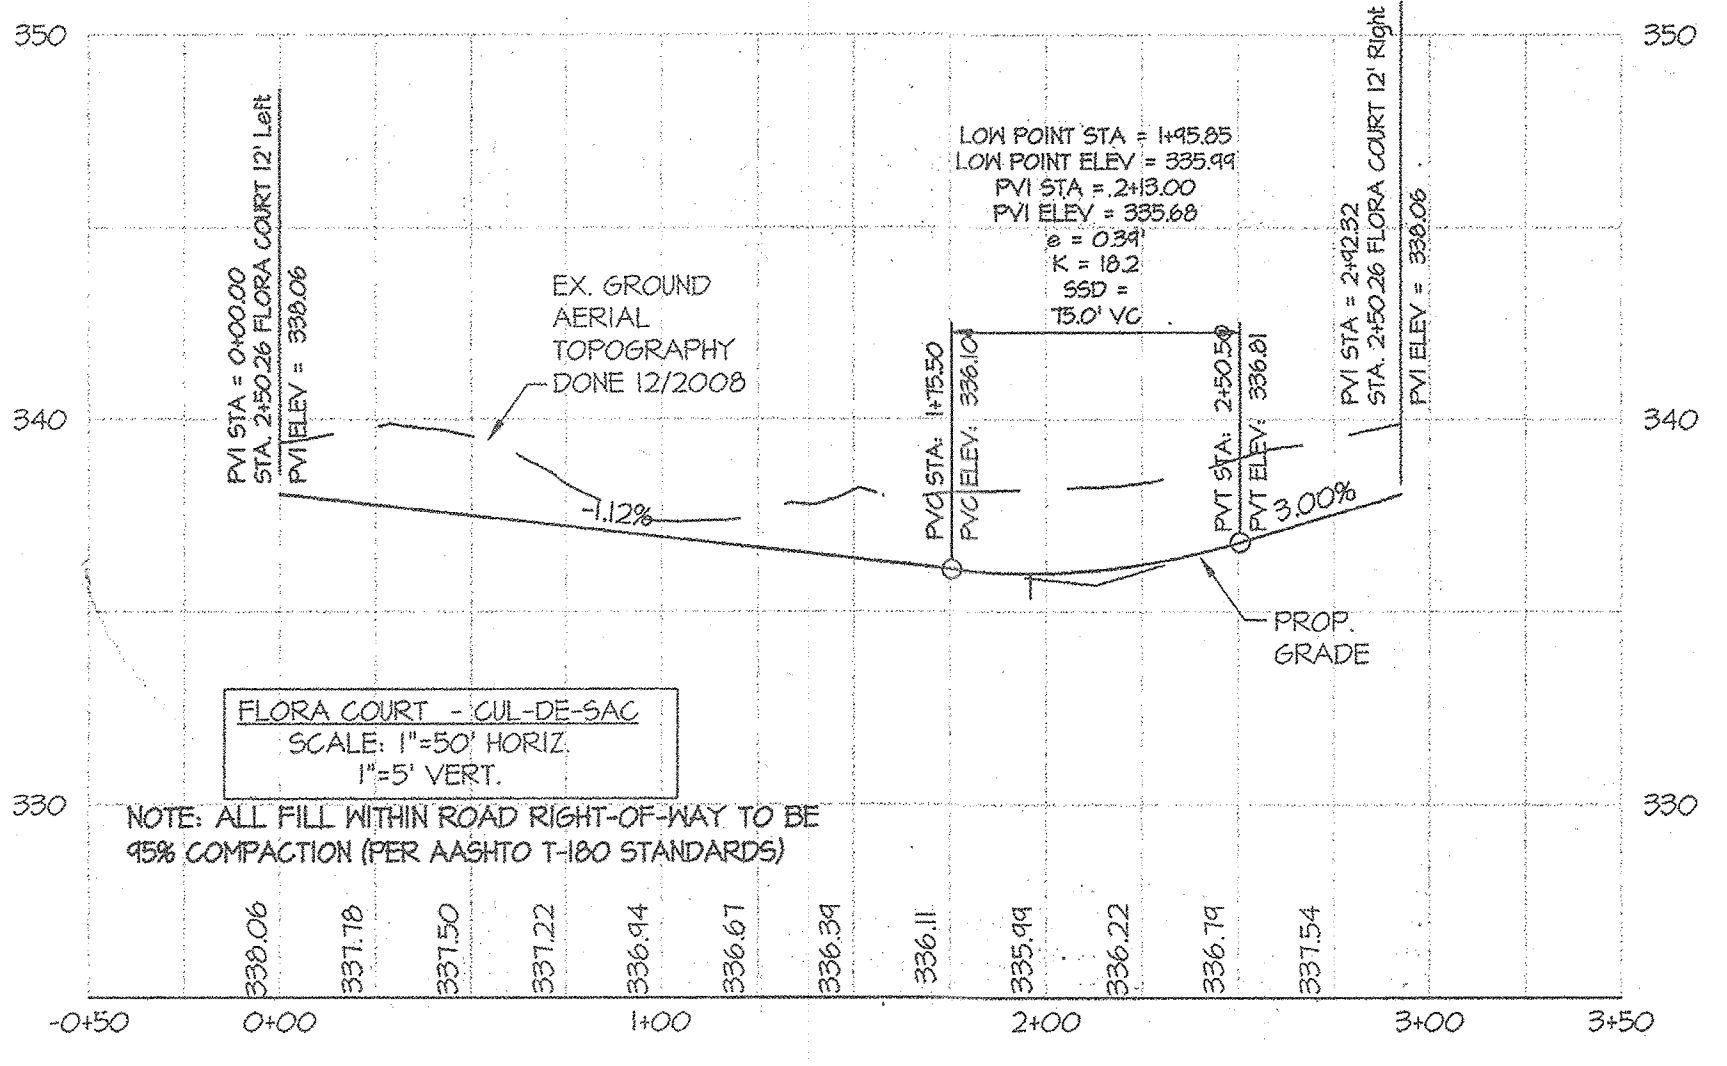 350
350
PVI STA = 0+00.00
STA. 2+50.26 FLORA COURT 12' Left
PVI ELEV = 338.06
LOW POINT STA = 1+95.85
LOW POINT ELEV = 335.99
PVI STA = 2+13.00
PVI ELEV = 335.68
e = 0.39'
K = 18.2
SSD =
75.0' VC
PVI STA = 2+92.32
STA. 2+50.26 FLORA COURT 12' Right
PVI ELEV = 338.06
EX. GROUND
AERIAL
TOPOGRAPHY
DONE 12/2008
PVC STA: 1+75.50
PVC ELEV: 336.10
PVT STA: 2+50.50
PVT ELEV: 336.81
340
340
-1.12%
3.00%
PROP.
GRADE
FLORA COURT - CUL-DE-SAC
SCALE: 1"=50' HORIZ.
1"=5' VERT.
330
330
NOTE: ALL FILL WITHIN ROAD RIGHT-OF-WAY TO BE
95% COMPACTION (PER AASHTO T-180 STANDARDS)
338.06
337.78
337.50
337.22
336.94
336.67
336.39
336.11
335.99
336.22
336.79
337.54
-0+50
0+00
1+00
2+00
3+00
3+50